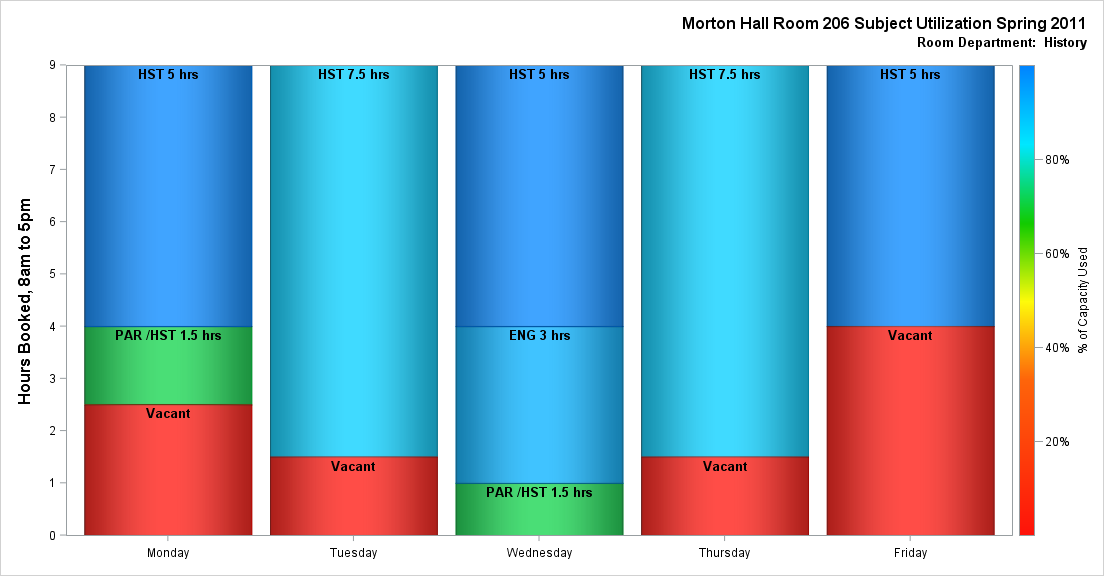 Morton Hall Room 206 Subject Utilization Spring 2011
Room Department:  History
Hours Booked, 8am to 5pm
9
8
7
6
5
4
3
2
1
0
HST 5 hrs
PAR /HST 1.5 hrs
Vacant
HST 7.5 hrs
Vacant
HST 5 hrs
ENG 3 hrs
PAR /HST 1.5 hrs
HST 7.5 hrs
Vacant
HST 5 hrs
Vacant
Monday
Tuesday
Wednesday
Thursday
Friday
80%
60%
40%
20%
% of Capacity Used